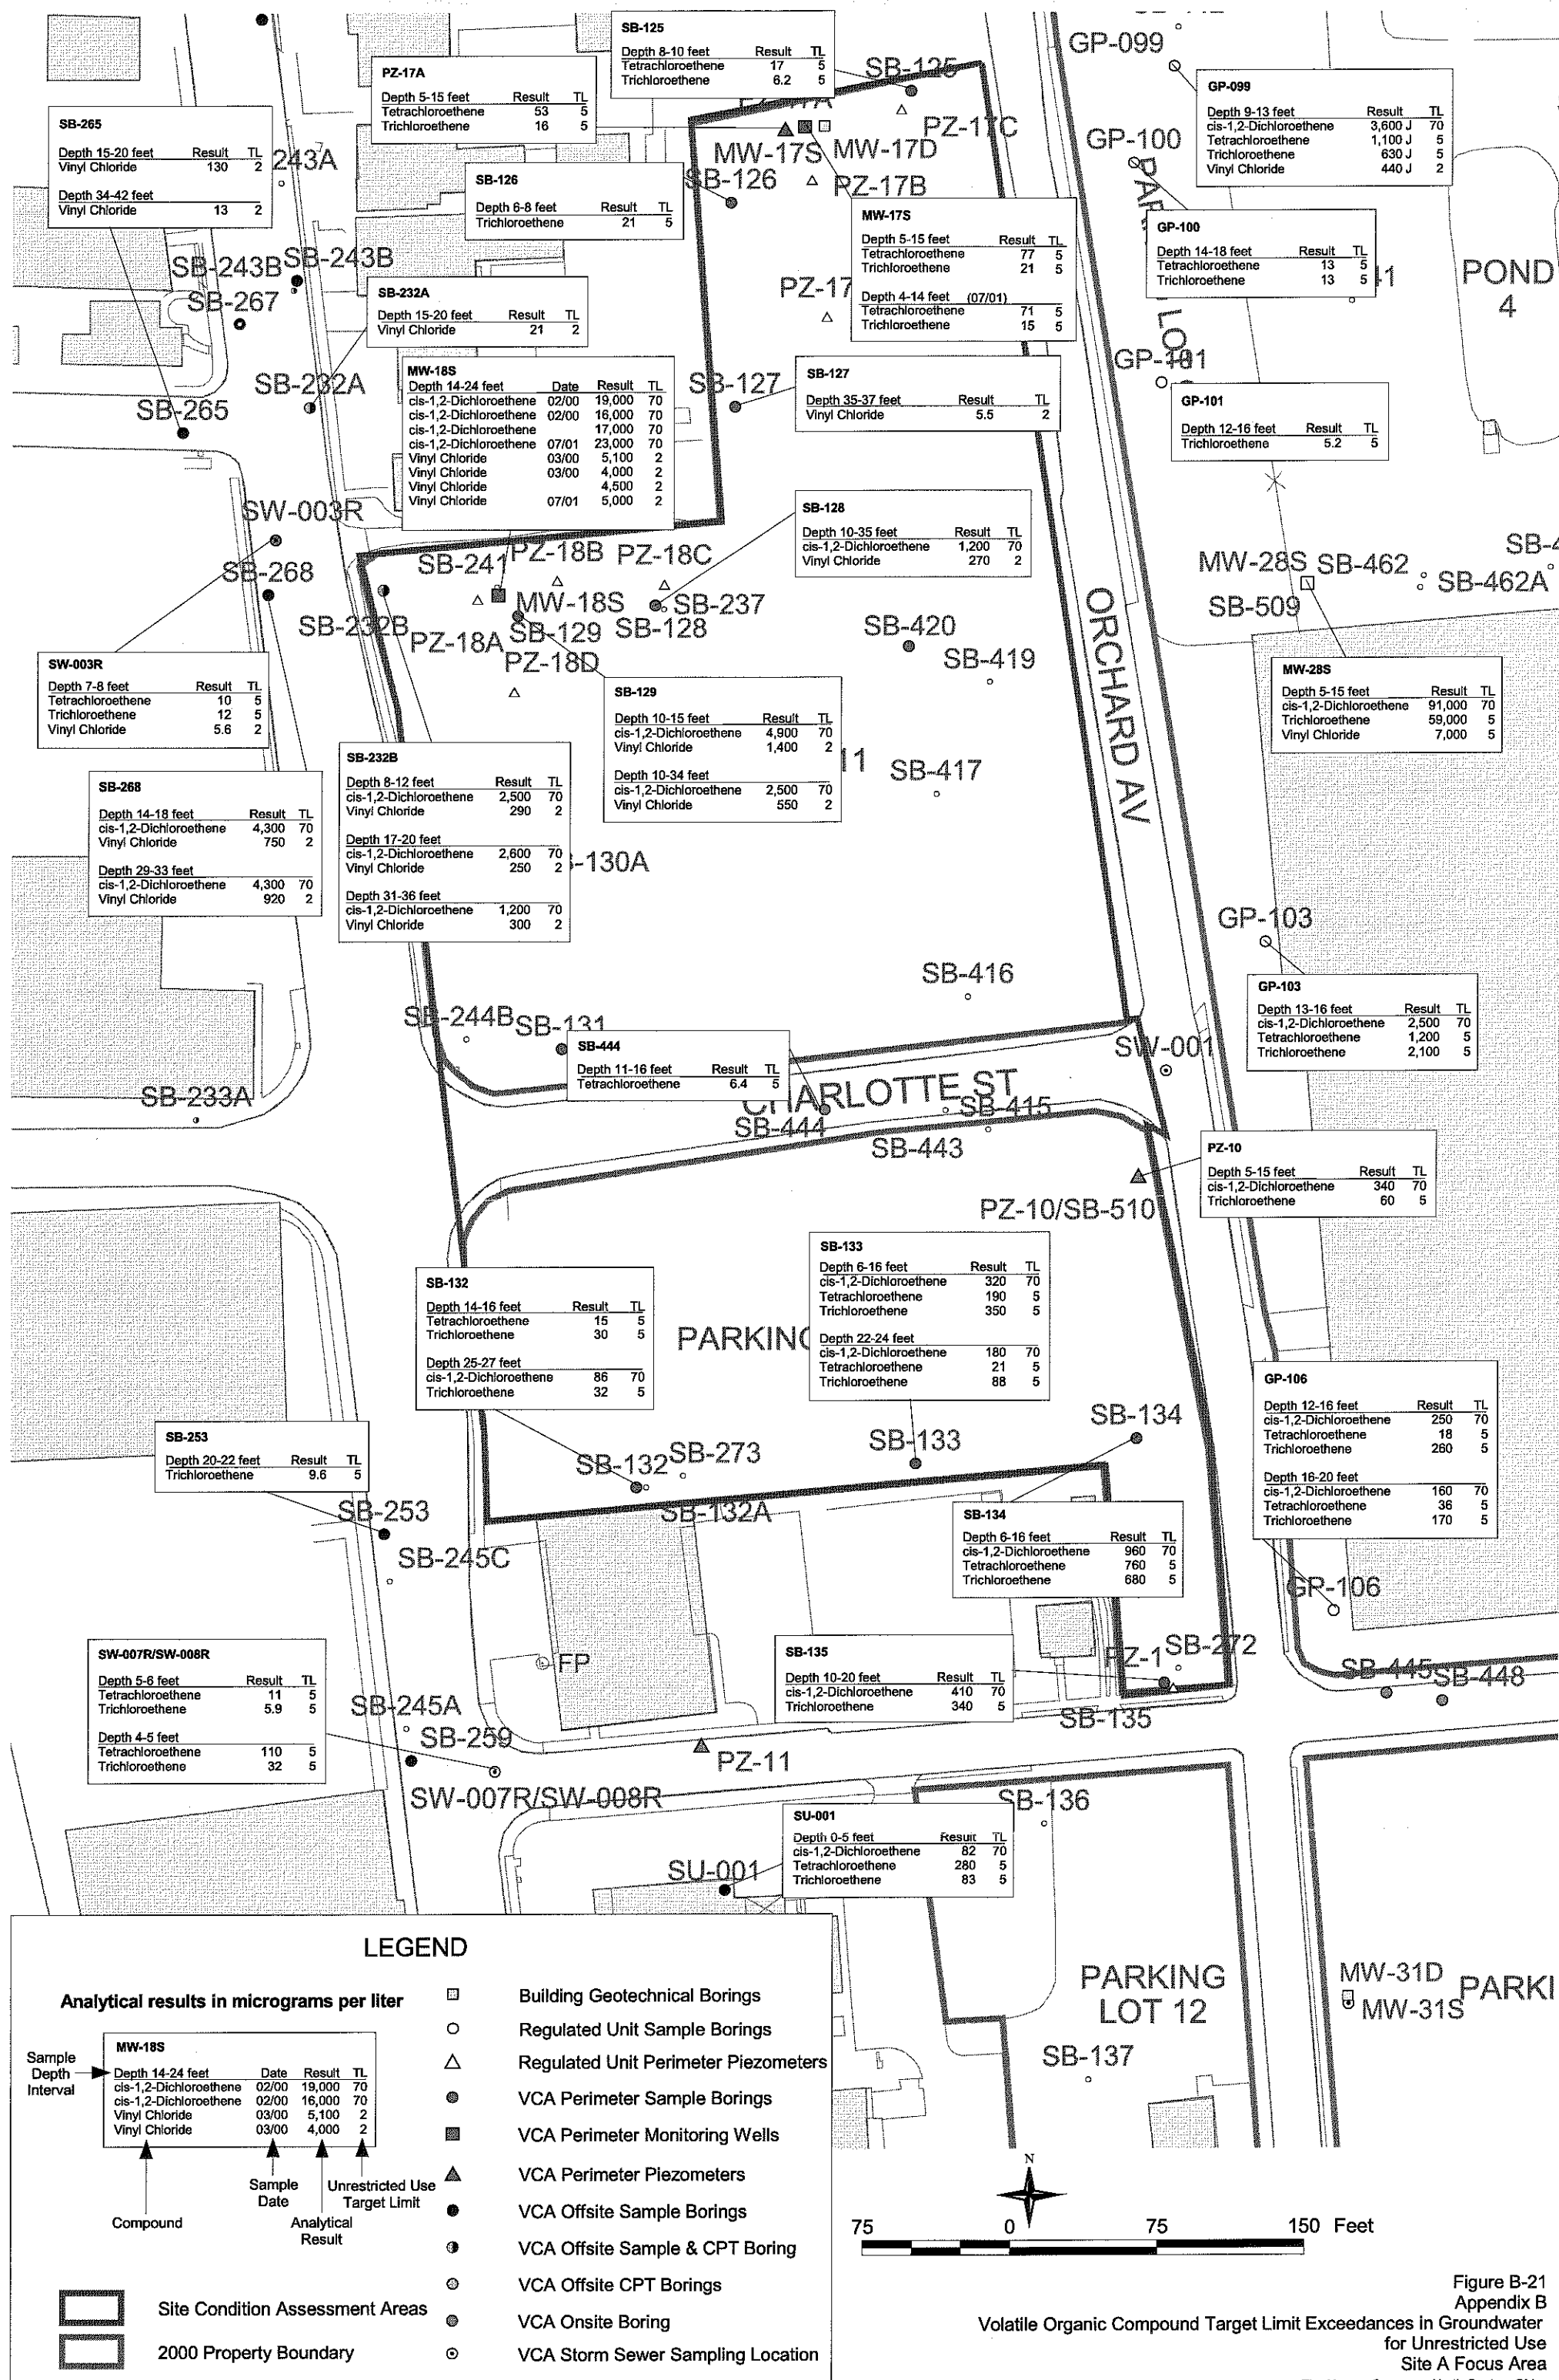 SB-125
Depth 8-10 feet Result TL
Tetrachloroethene 17 5
Trichloroethene 6.2 5
PZ-17A
Depth 5-15 feet Result TL
Tetrachloroethene 53 5
Trichloroethene 16 5
SB-265
Depth 15-20 feet Result TL
Vinyl Chloride 130 2
Depth 34-42 feet
Vinyl Chloride 13 2
243A
SB-126
Depth 6-8 feet Result TL
Trichloroethene 21 5
SB-125
PZ-17C
MW-17S MW-17D
SB-126
PZ-17B
GP-099
GP-099
Depth 9-13 feet Result TL
cis-1,2-Dichloroethene 3,600 J 70
Tetrachloroethene 1,100 J 5
Trichloroethene 630 J 5
Vinyl Chloride 440 J 2
GP-100
MW-17S
Depth 5-15 feet Result TL
Tetrachloroethene 77 5
Trichloroethene 21 5
Depth 4-14 feet (07/01)
Tetrachloroethene 71 5
Trichloroethene 15 5
GP-100
Depth 14-18 feet Result TL
Tetrachloroethene 13 5
Trichloroethene 13 5
41
POND
4
SB-243B SB-243B
SB-267
SB-232A
Depth 15-20 feet Result TL
Vinyl Chloride 21 2
PZ-17
GP-101
SB-232A
SB-265
MW-18S
Depth 14-24 feet Date Result TL
cis-1,2-Dichloroethene 02/00 19,000 70
cis-1,2-Dichloroethene 02/00 16,000 70
cis-1,2-Dichloroethene 17,000 70
cis-1,2-Dichloroethene 07/01 23,000 70
Vinyl Chloride 03/00 5,100 2
Vinyl Chloride 03/00 4,000 2
Vinyl Chloride 4,500 2
Vinyl Chloride 07/01 5,000 2
SB-127
SB-127
Depth 35-37 feet Result TL
Vinyl Chloride 5.5 2
GP-101
Depth 12-16 feet Result TL
Trichloroethene 5.2 5
SW-003R
SB-268
SB-128
Depth 10-35 feet Result TL
cis-1,2-Dichloroethene 1,200 70
Vinyl Chloride 270 2
SB-241
PZ-18B
PZ-18C
MW-18S
SB-237
SB-232B
PZ-18A
SB-129
SB-128
PZ-18D
SB-420
SB-419
ORCHARD AV
MW-28S SB-462
SB-4
SB-462A
SB-509
SW-003R
Depth 7-8 feet Result TL
Tetrachloroethene 10 5
Trichloroethene 12 5
Vinyl Chloride 5.6 2
MW-28S
Depth 5-15 feet Result TL
cis-1,2-Dichloroethene 91,000 70
Trichloroethene 59,000 5
Vinyl Chloride 7,000 5
SB-129
Depth 10-15 feet Result TL
cis-1,2-Dichloroethene 4,900 70
Vinyl Chloride 1,400 2
Depth 10-34 feet
cis-1,2-Dichloroethene 2,500 70
Vinyl Chloride 550 2
11
SB-417
SB-268
Depth 14-18 feet Result TL
cis-1,2-Dichloroethene 4,300 70
Vinyl Chloride 750 2
Depth 29-33 feet
cis-1,2-Dichloroethene 4,300 70
Vinyl Chloride 920 2
SB-232B
Depth 8-12 feet Result TL
cis-1,2-Dichloroethene 2,500 70
Vinyl Chloride 290 2
Depth 17-20 feet
cis-1,2-Dichloroethene 2,600 70
Vinyl Chloride 250 2
Depth 31-36 feet
cis-1,2-Dichloroethene 1,200 70
Vinyl Chloride 300 2
-130A
GP-103
SB-416
GP-103
Depth 13-16 feet Result TL
cis-1,2-Dichloroethene 2,500 70
Tetrachloroethene 1,200 5
Trichloroethene 2,100 5
SB-244B
SB-131
SB-444
Depth 11-16 feet Result TL
Tetrachloroethene 6.4 5
SW-001
SB-233A
CHARLOTTE ST
SB-444
SB-415
SB-443
PZ-10
Depth 5-15 feet Result TL
cis-1,2-Dichloroethene 340 70
Trichloroethene 60 5
PZ-10/SB-510
SB-133
Depth 6-16 feet Result TL
cis-1,2-Dichloroethene 320 70
Tetrachloroethene 190 5
Trichloroethene 350 5
Depth 22-24 feet
cis-1,2-Dichloroethene 180 70
Tetrachloroethene 21 5
Trichloroethene 88 5
SB-132
Depth 14-16 feet Result TL
Tetrachloroethene 15 5
Trichloroethene 30 5
Depth 25-27 feet
cis-1,2-Dichloroethene 86 70
Trichloroethene 32 5
PARKING
GP-106
Depth 12-16 feet Result TL
cis-1,2-Dichloroethene 250 70
Tetrachloroethene 18 5
Trichloroethene 260 5
Depth 16-20 feet
cis-1,2-Dichloroethene 160 70
Tetrachloroethene 36 5
Trichloroethene 170 5
SB-253
Depth 20-22 feet Result TL
Trichloroethene 9.6 5
SB-134
SB-133
SB-273
SB-132
SB-132A
SB-253
SB-245C
SB-134
Depth 6-16 feet Result TL
cis-1,2-Dichloroethene 960 70
Tetrachloroethene 760 5
Trichloroethene 680 5
GP-106
SW-007R/SW-008R
Depth 5-6 feet Result TL
Tetrachloroethene 11 5
Trichloroethene 5.9 5
Depth 4-5 feet
Tetrachloroethene 110 5
Trichloroethene 32 5
FP
SB-135
Depth 10-20 feet Result TL
cis-1,2-Dichloroethene 410 70
Trichloroethene 340 5
PZ-1
SB-272
SB-445
SB-448
SB-135
SB-245A
SB-259
PZ-11
SW-007R/SW-008R
SB-136
SU-001
Depth 0-5 feet Result TL
cis-1,2-Dichloroethene 82 70
Tetrachloroethene 280 5
Trichloroethene 83 5
SU-001
PARKING
LOT 12
MW-31D
MW-31S
PARKI
SB-137
LEGEND
Analytical results in micrograms per liter
MW-18S
Sample Depth Interval
Depth 14-24 feet Date Result TL
cis-1,2-Dichloroethene 02/00 19,000 70
cis-1,2-Dichloroethene 02/00 16,000 70
Vinyl Chloride 03/00 5,100 2
Vinyl Chloride 03/00 4,000 2
Compound
Sample Date
Analytical Result
Unrestricted Use Target Limit
Building Geotechnical Borings
Regulated Unit Sample Borings
Regulated Unit Perimeter Piezometers
VCA Perimeter Sample Borings
VCA Perimeter Monitoring Wells
VCA Perimeter Piezometers
VCA Offsite Sample Borings
VCA Offsite Sample & CPT Boring
VCA Offsite CPT Borings
VCA Onsite Boring
VCA Storm Sewer Sampling Location
Site Condition Assessment Areas
2000 Property Boundary
N
75 0 75 150 Feet
Figure B-21
Appendix B
Volatile Organic Compound Target Limit Exceedances in Groundwater
for Unrestricted Use
Site A Focus Area